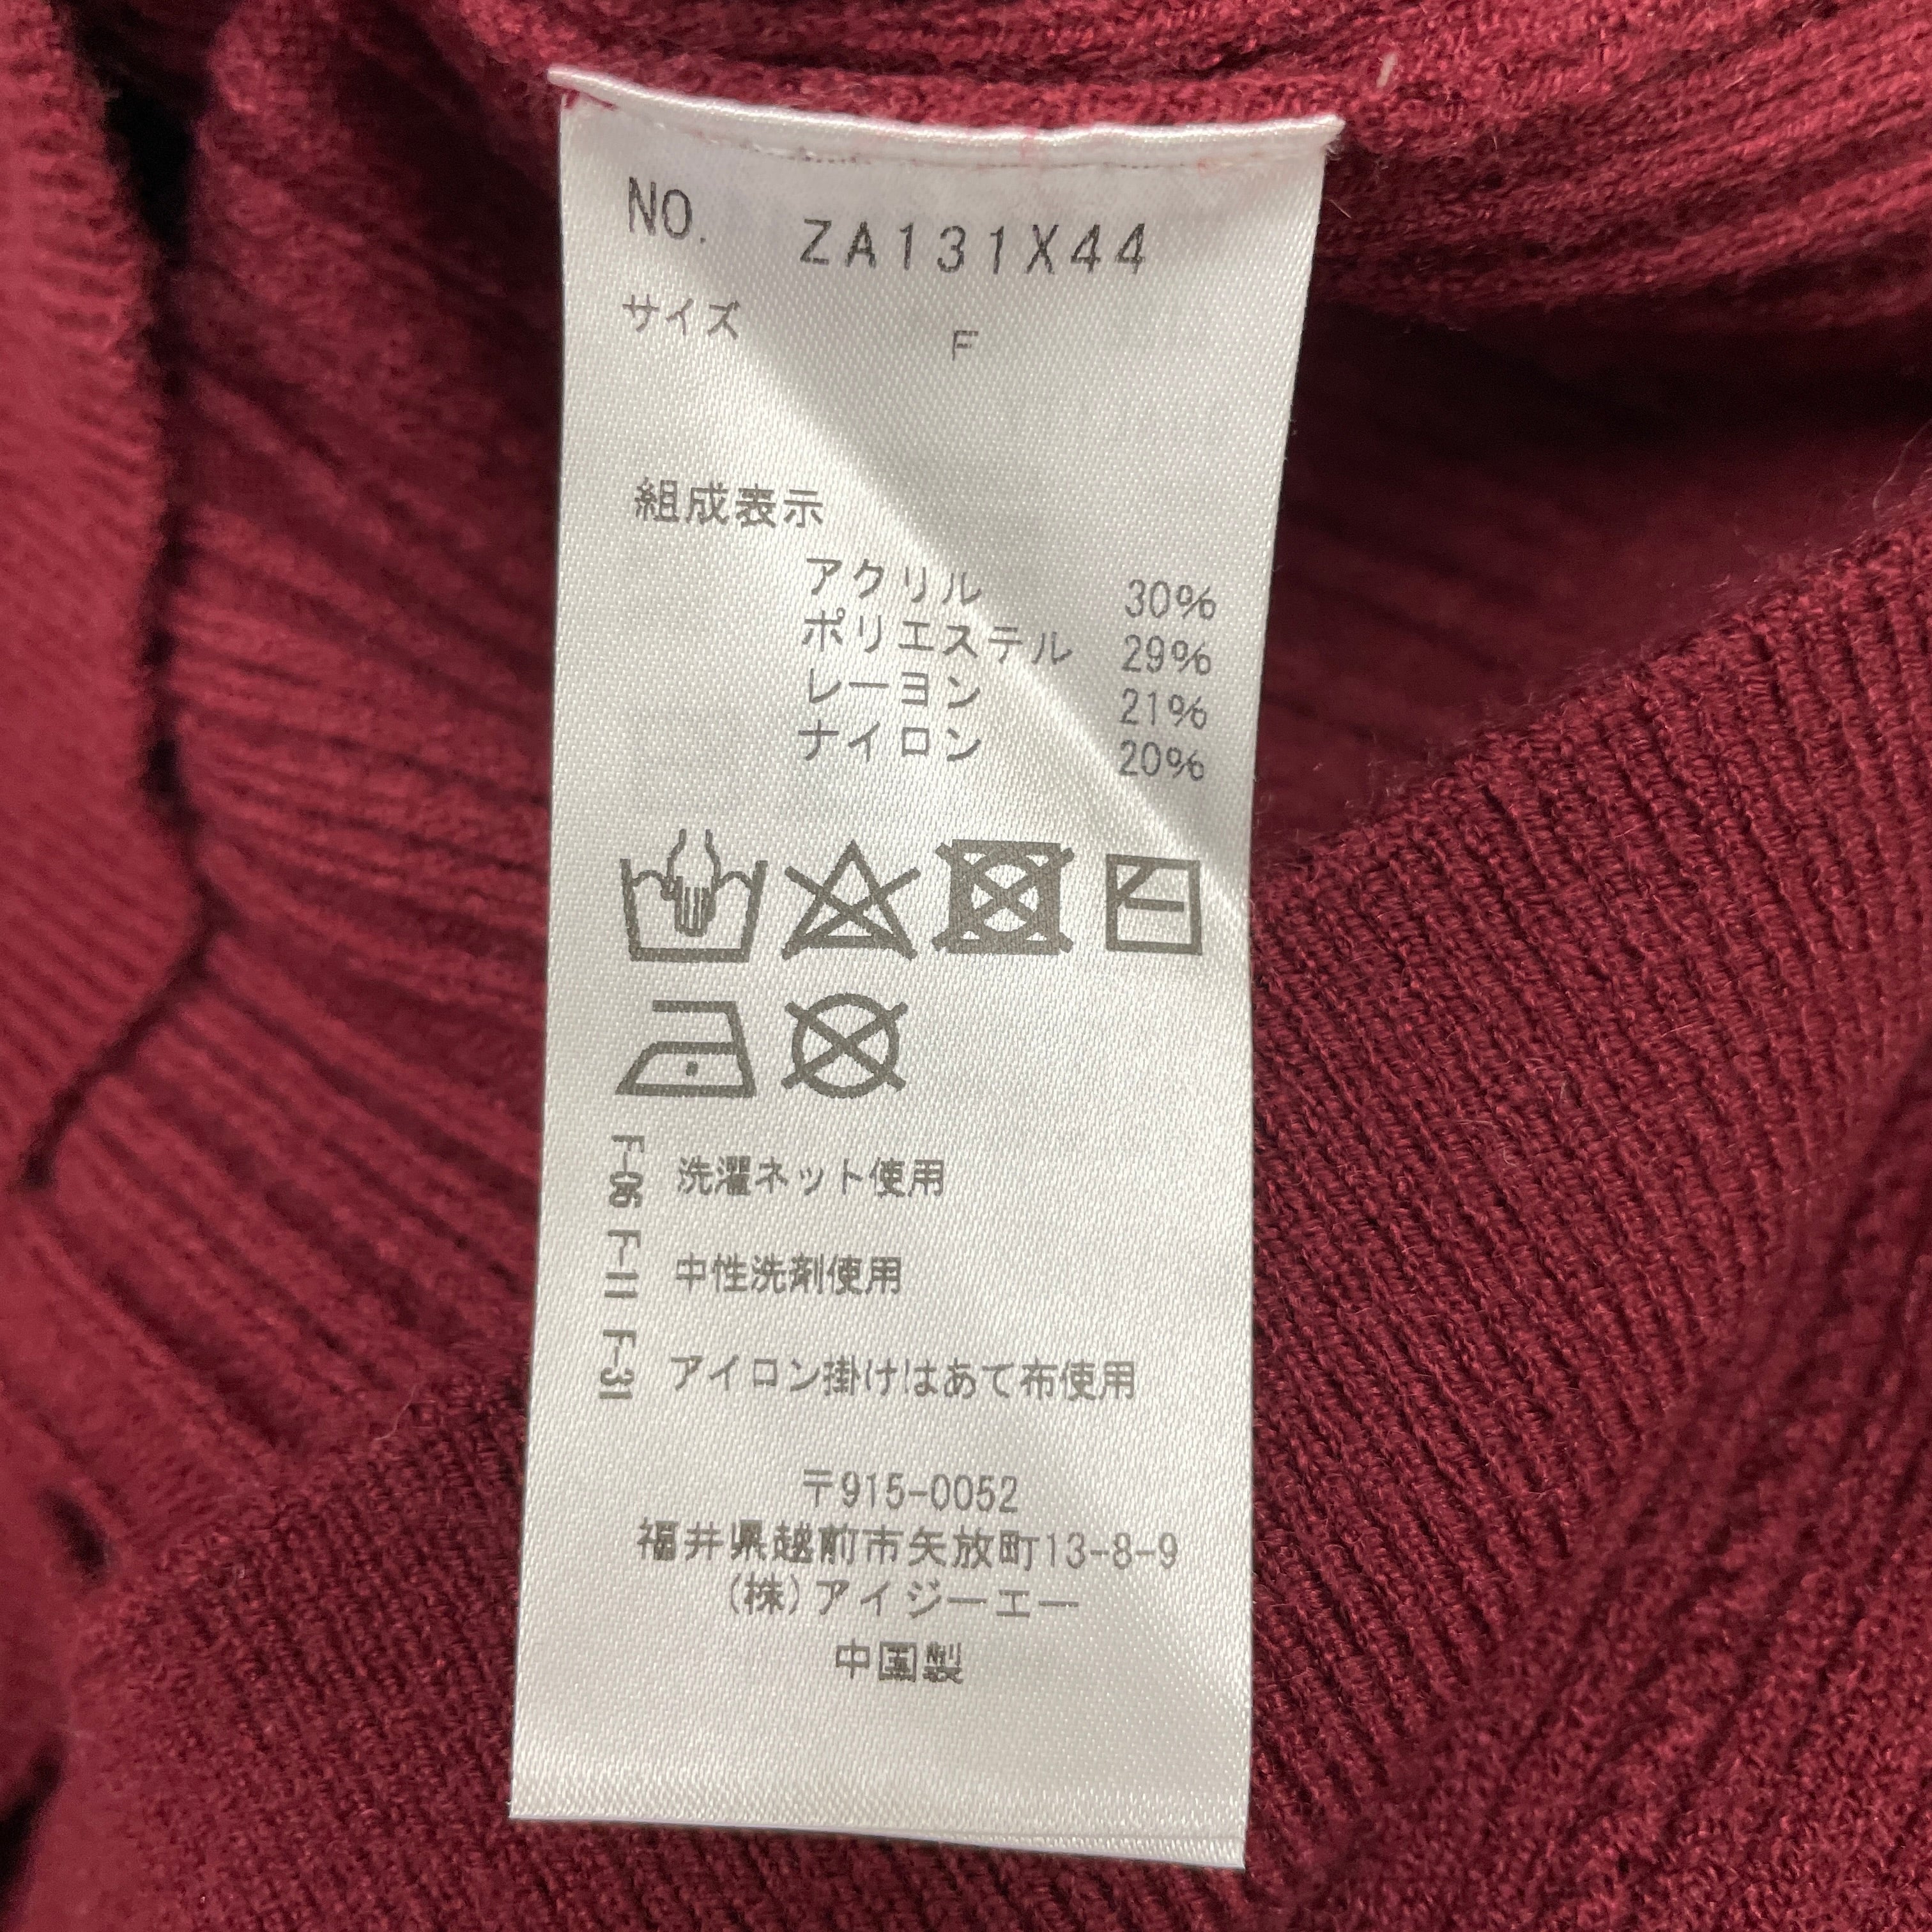 NO. ZA131X44
サイズ F
組成表示
アクリル 30%
ポリエステル 29%
レーヨン 21%
ナイロン 20%
F-06 洗濯ネット使用
F-11 中性洗剤使用
F-31 アイロン掛けはあて布使用
〒915-0052
福井県越前市矢放町13-8-9
(株)アイジーエー
中国製